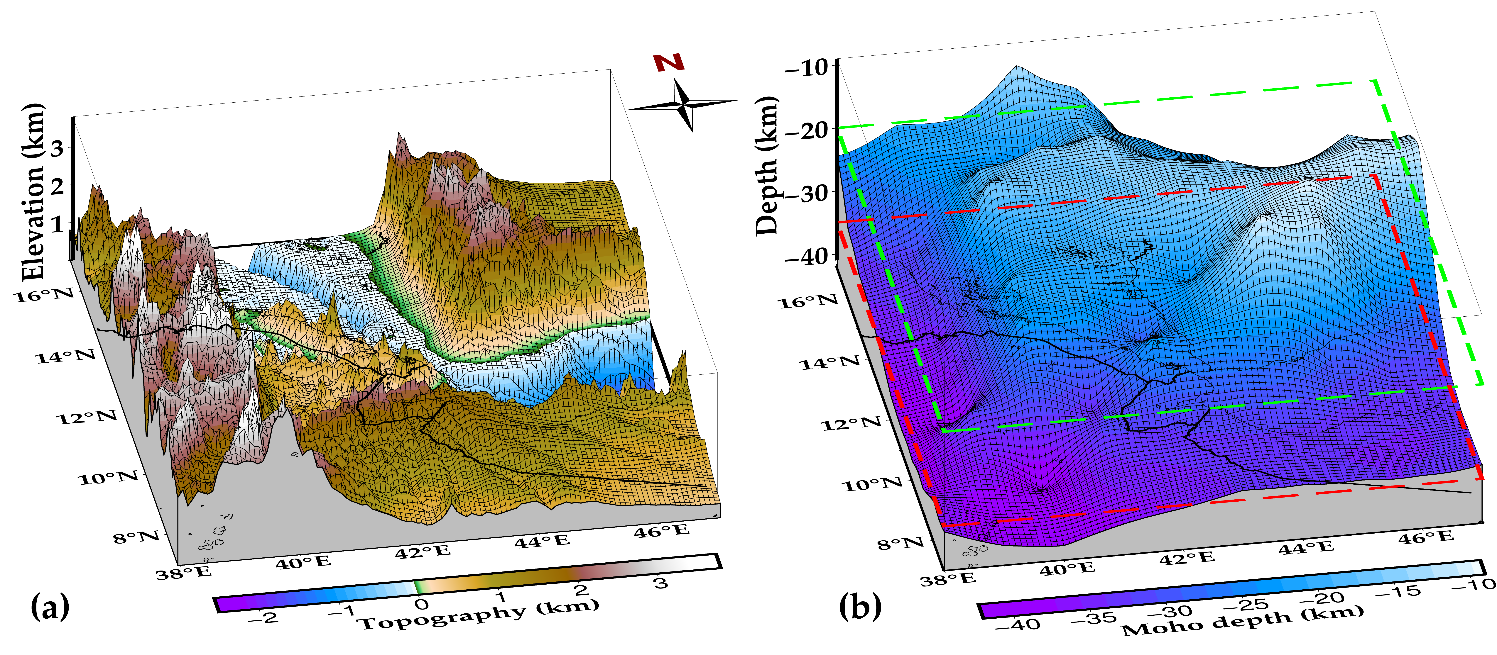 N
Elevation (km)
3
2
1
16°N
14°N
12°N
10°N
8°N
38°E
40°E
42°E
44°E
46°E
−2
−1
0
1
2
3
Topography (km)
(a)
Depth (km)
−10
−20
−30
−40
16°N
14°N
12°N
10°N
8°N
38°E
40°E
42°E
44°E
46°E
−40
−35
−30
−25
−20
−15
−10
Moho depth (km)
(b)